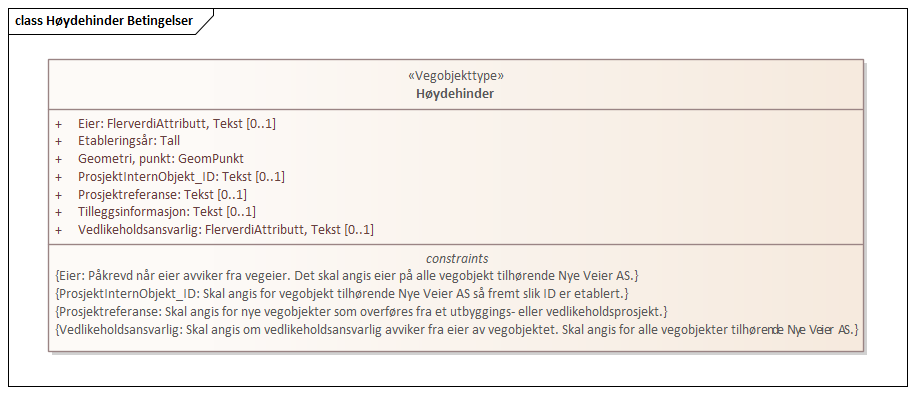 class Høydehinder Betingelser
«Vegobjekttype»
Høydehinder
+ Eier: FlerverdiAttributt, Tekst [0..1]
+ Etableringsår: Tall
+ Geometri, punkt: GeomPunkt
+ ProsjektInternObjekt_ID: Tekst [0..1]
+ Prosjektreferanse: Tekst [0..1]
+ Tilleggsinformasjon: Tekst [0..1]
+ Vedlikeholdsansvarlig: FlerverdiAttributt, Tekst [0..1]
constraints
{Eier: Påkrevd når eier avviker fra vegeier. Det skal angis eier på alle vegobjekt tilhørende Nye Veier AS.}
{ProsjektInternObjekt_ID: Skal angis for vegobjekt tilhørende Nye Veier AS så fremt slik ID er etablert.}
{Prosjektreferanse: Skal angis for nye vegobjekter som overføres fra et utbyggings- eller vedlikeholdsprosjekt.}
{Vedlikeholdsansvarlig: Skal angis om vedlikeholdsansvarlig avviker fra eier av vegobjektet. Skal angis for alle vegobjekter tilhørende Nye Veier AS.}